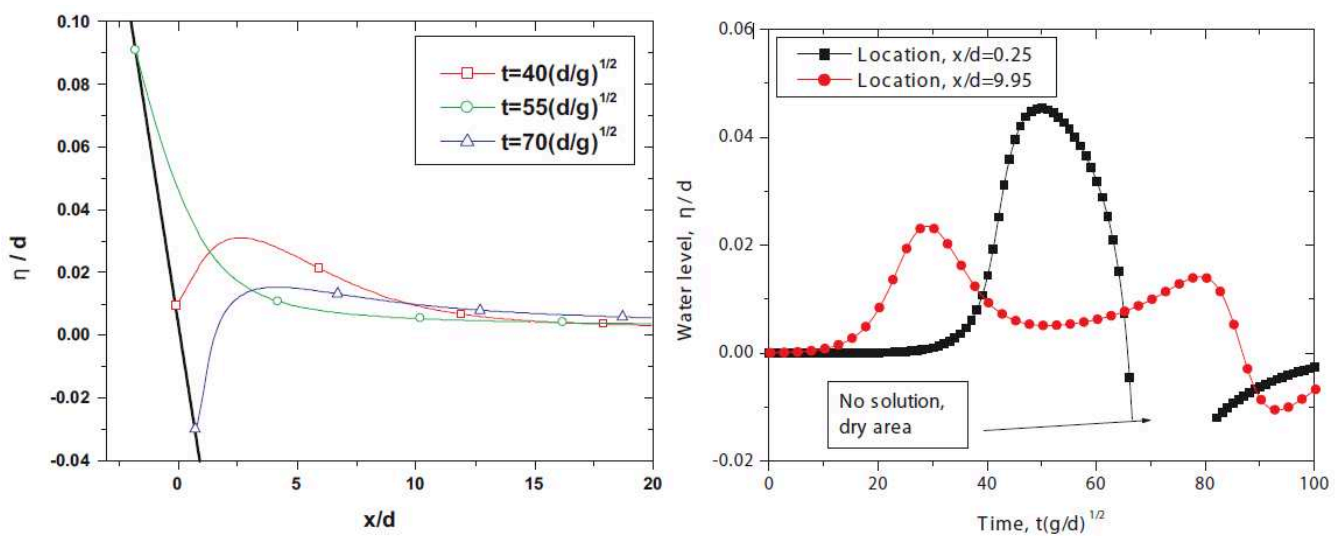 0.10
0.08
0.06
0.04
0.02
0.00
-0.02
-0.04
η / d
0
5
10
15
20
x/d
t=40(d/g)^1/2
t=55(d/g)^1/2
t=70(d/g)^1/2
0.06
0.04
0.02
0.00
-0.02
Water level, η / d
Location, x/d=0.25
Location, x/d=9.95
No solution,
dry area
0
20
40
60
80
100
Time, t(g/d)^1/2